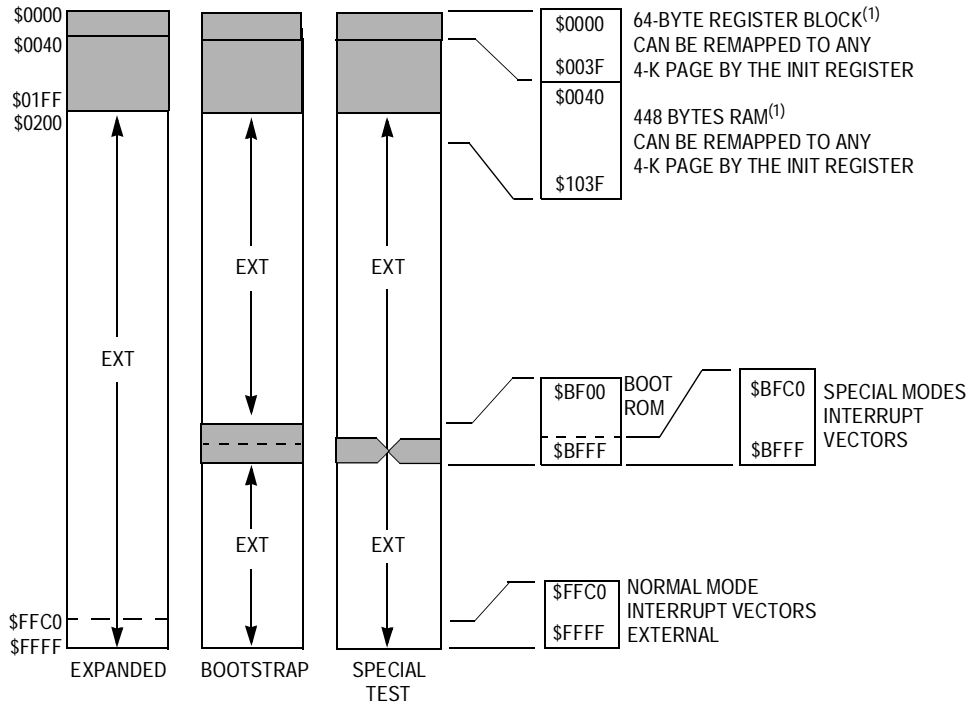 $0000
$0040
$01FF
$0200
EXT
$FFC0
$FFFF
EXPANDED
EXT
EXT
BOOTSTRAP
EXT
EXT
SPECIAL
TEST
$0000
$003F
64-BYTE REGISTER BLOCK(1)
CAN BE REMAPPED TO ANY
4-K PAGE BY THE INIT REGISTER
$0040
$103F
448 BYTES RAM(1)
CAN BE REMAPPED TO ANY
4-K PAGE BY THE INIT REGISTER
$BF00
$BFFF
BOOT
ROM
$BFC0
$BFFF
SPECIAL MODES
INTERRUPT
VECTORS
$FFC0
$FFFF
NORMAL MODE
INTERRUPT VECTORS
EXTERNAL